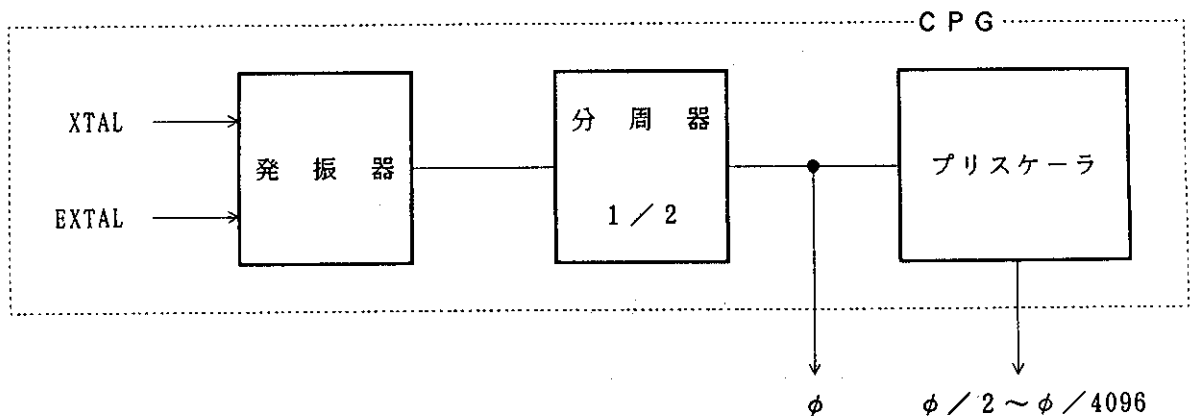 CPG
XTAL
EXTAL
発振器
分周器
1/2
プリスケーラ
φ
φ/2~φ/4096